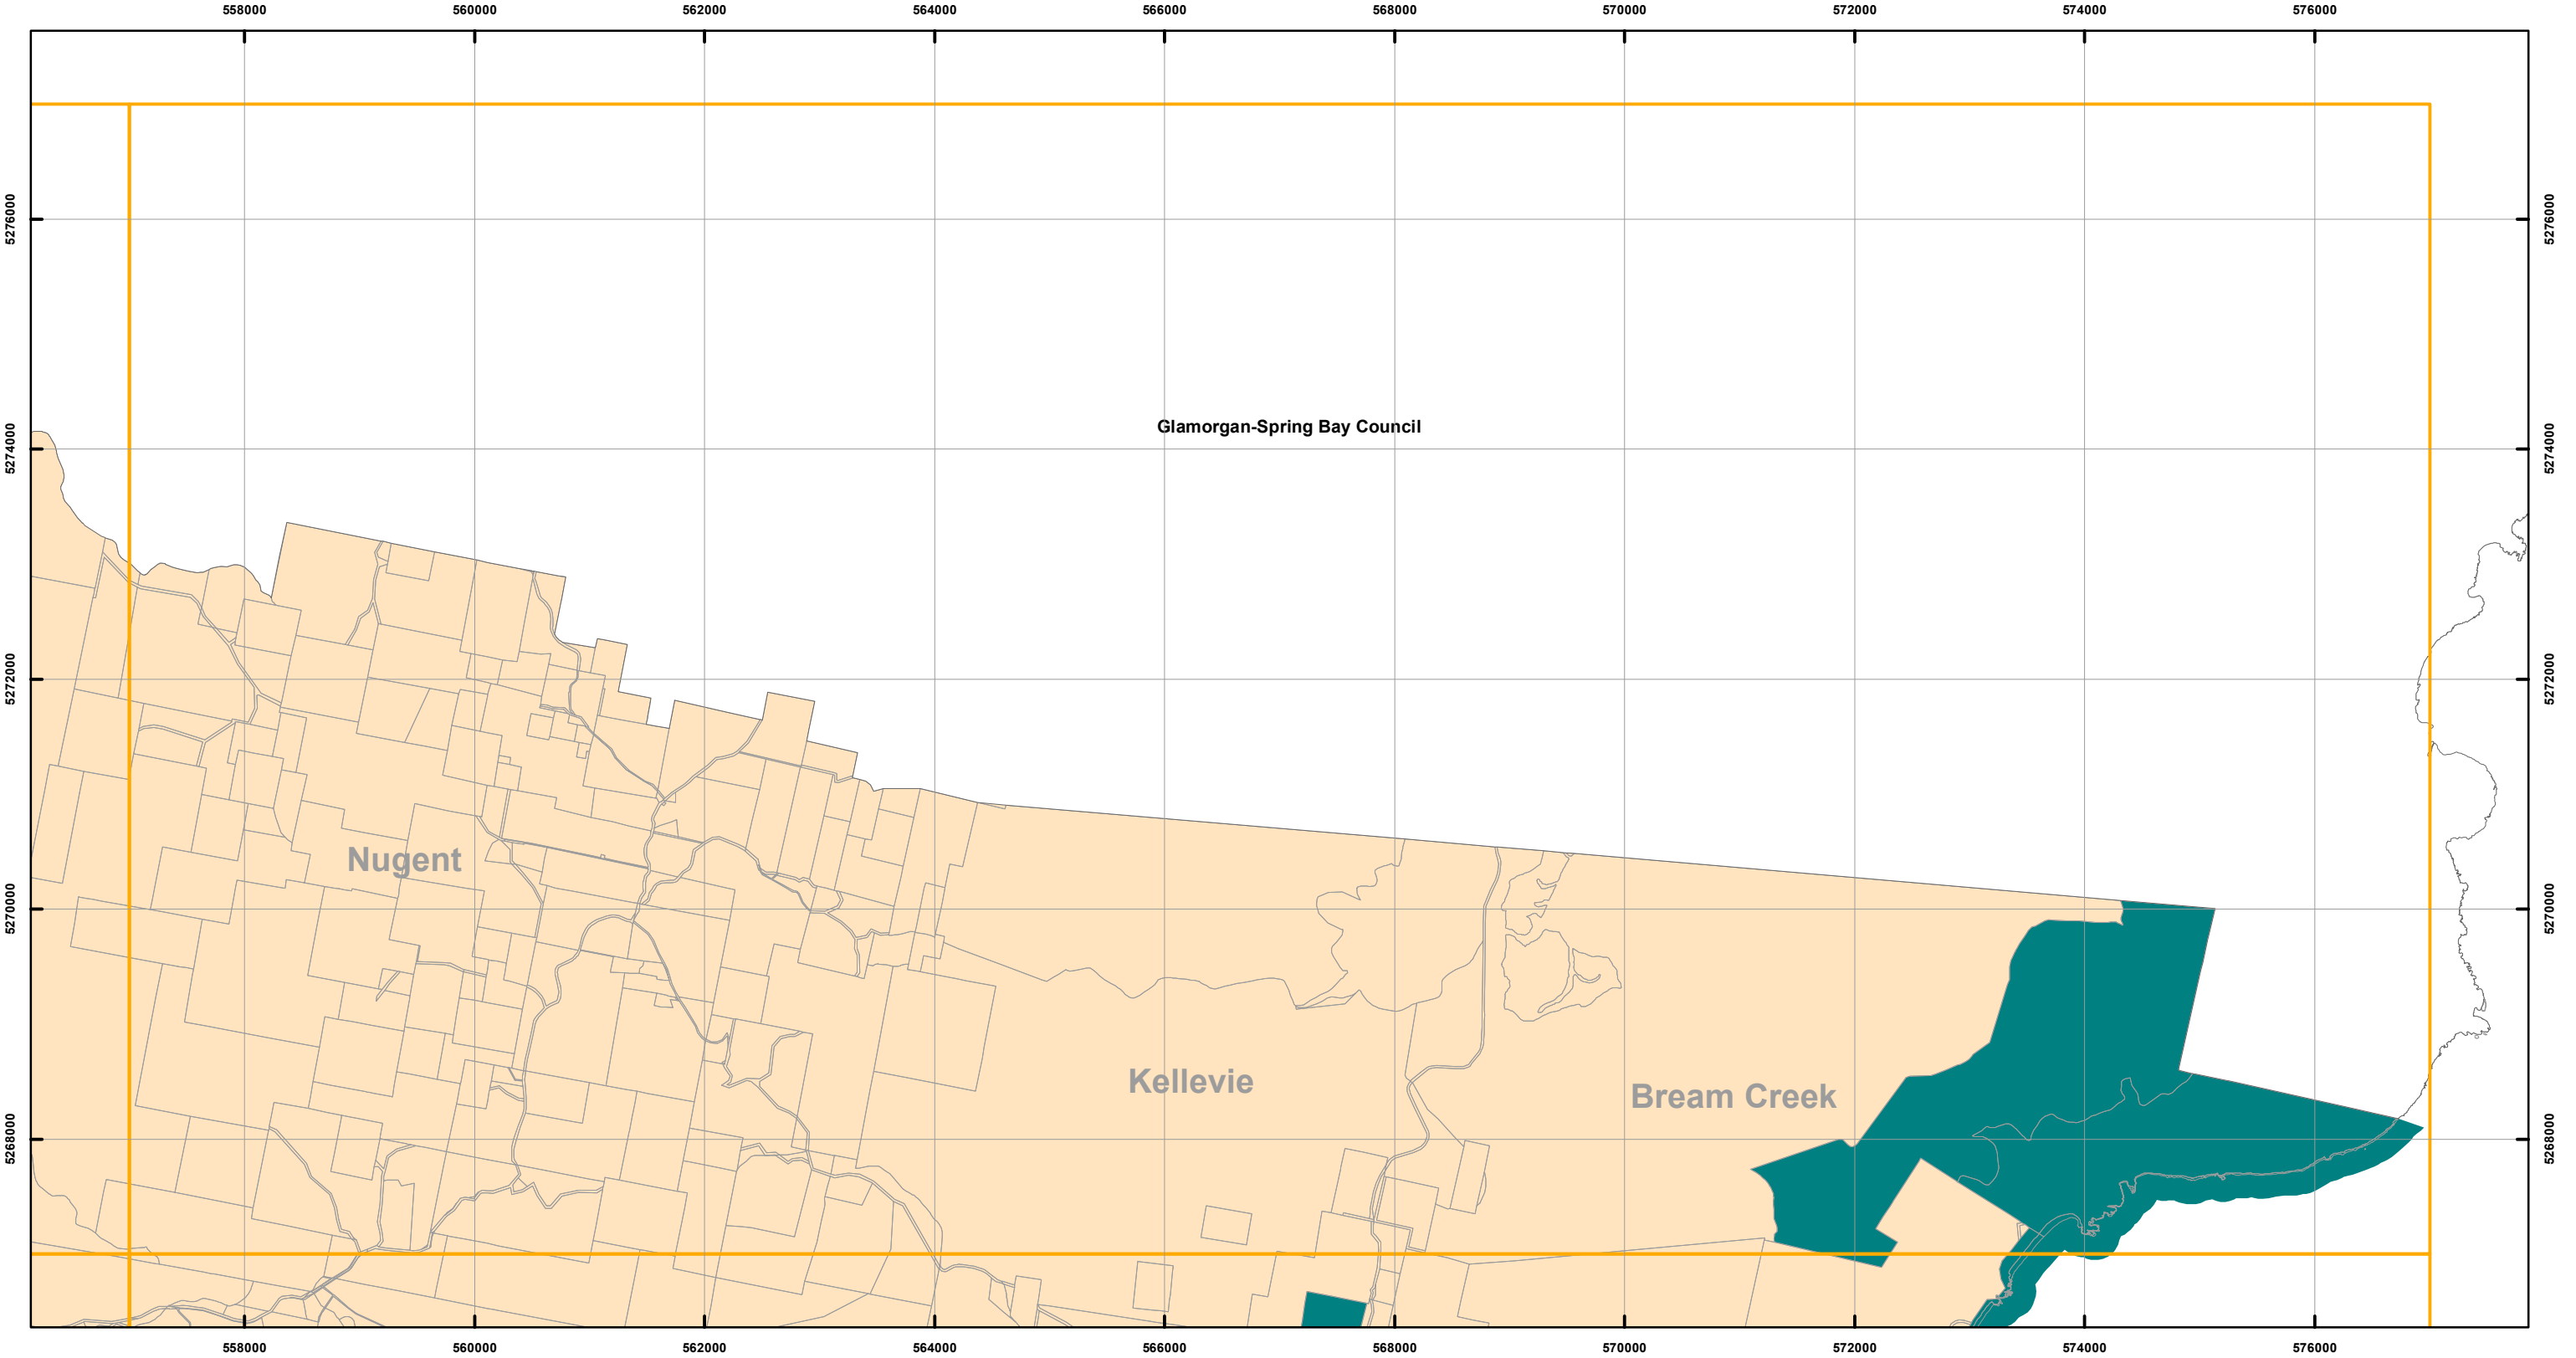 558000 560000 562000 564000 566000 568000 570000 572000 574000 576000
5276000 5276000
Glamorgan-Spring Bay Council
5274000 5274000
5272000 5272000
Nugent
5270000 5270000
Kellevie
Bream Creek
5268000 5268000
558000 560000 562000 564000 566000 568000 570000 572000 574000 576000